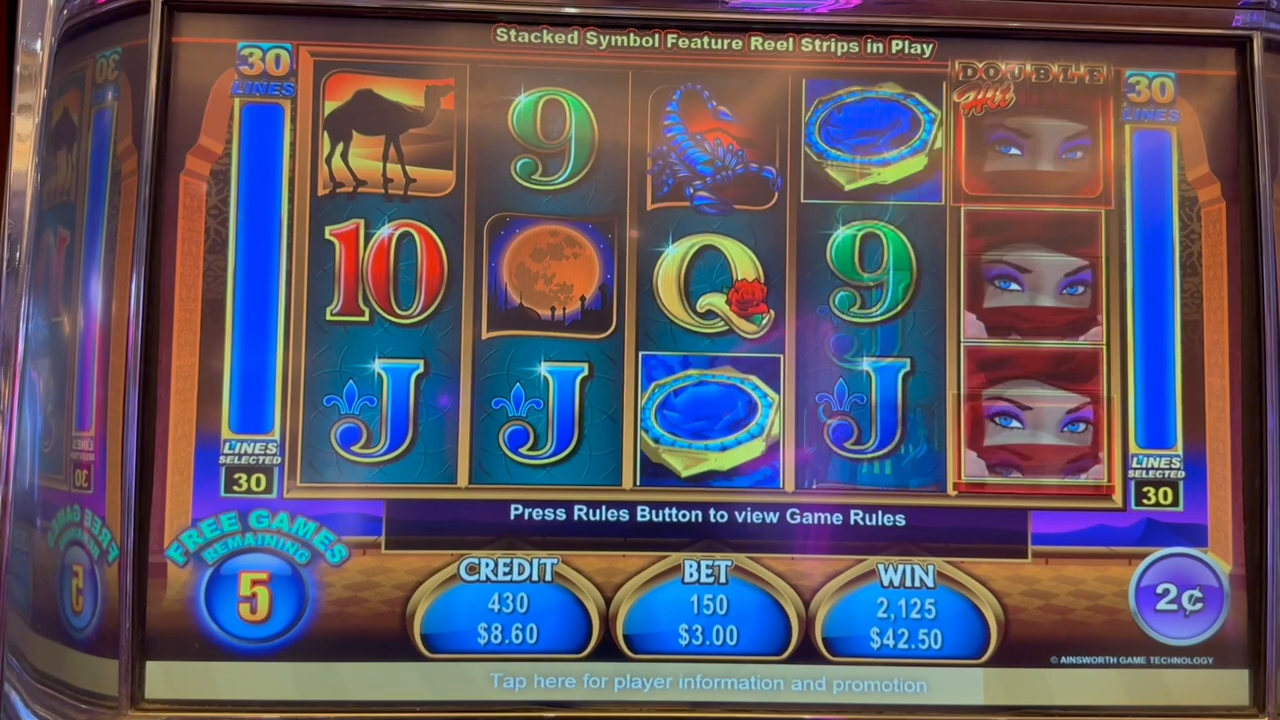 Stacked Symbol Feature Reel Strips in Play
30
LINES
DOUBLE
Hit
30
LINES
9
10
Q
9
J
J
J
LINES
SELECTED
30
LINES
SELECTED
30
Press Rules Button to view Game Rules
FREE GAMES
REMAINING
5
CREDIT
430
$8.60
BET
150
$3.00
WIN
2,125
$42.50
2¢
© AINSWORTH GAME TECHNOLOGY
Tap here for player information and promotion